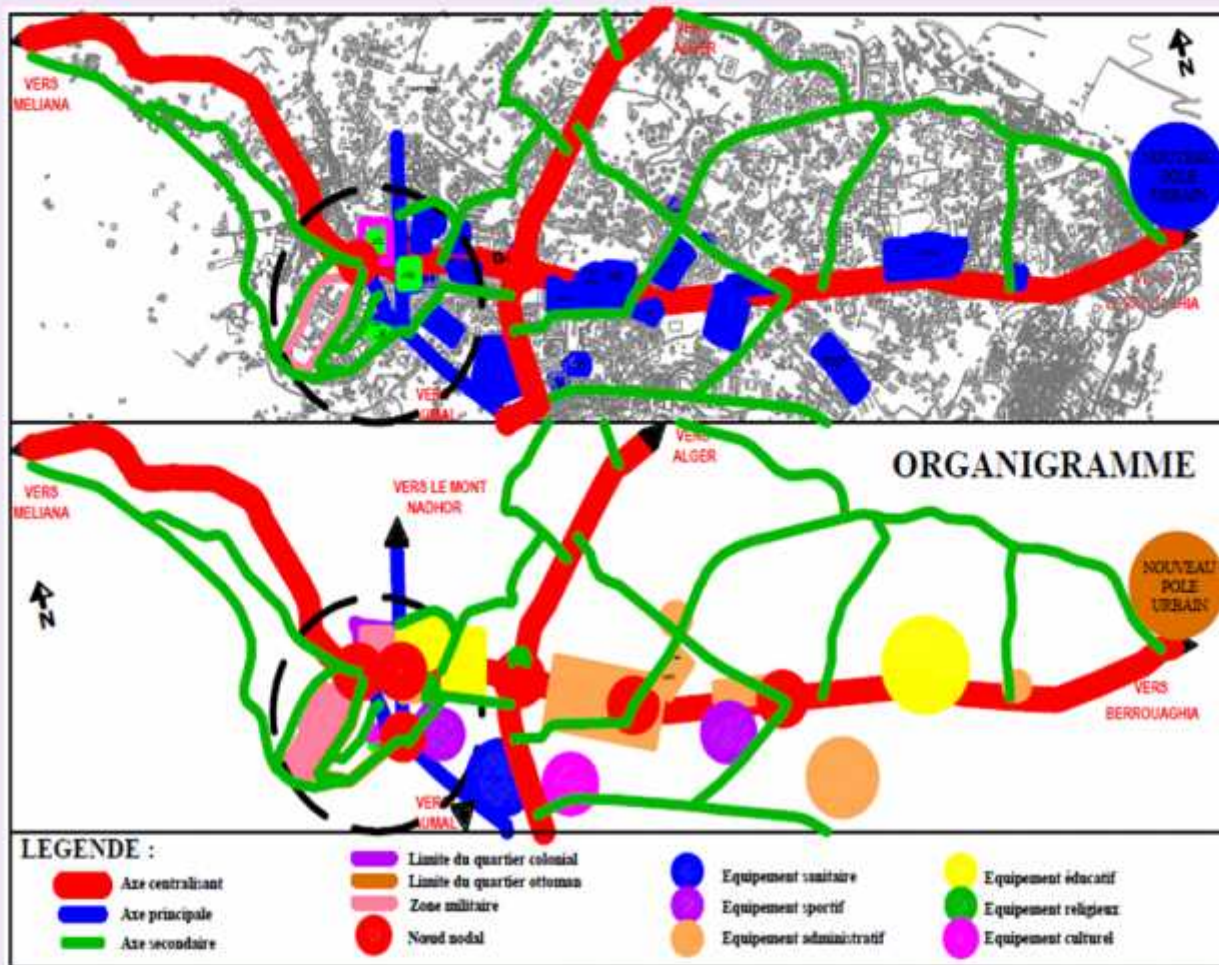 VERS
ALGER
N
VERS
MELIANA
NOUVEAU
POLE
URBAIN
ORGANIGRAMME
VERS
ALGER
VERS
MELIANA
VERS LE MONT
NADHOR
N
NOUVEAU
POLE
URBAIN
VERS
BERROUAGHIA
LEGENDE :
Axe centralisant
Axe principale
Axe secondaire
Limite du quartier colonial
Limite du quartier ottoman
Zone militaire
Nœud nodal
Equipement sanitaire
Equipement sportif
Equipement administratif
Equipement éducatif
Equipement religieux
Equipement culturel